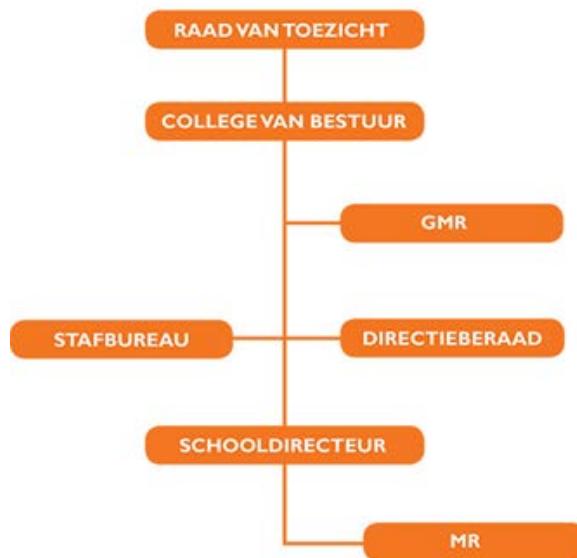 RAAD VAN TOEZICHT
COLLEGE VAN BESTUUR
GMR
STAFBUREAU
DIRECTIEBERAAD
SCHOOLDIRECTEUR
MR